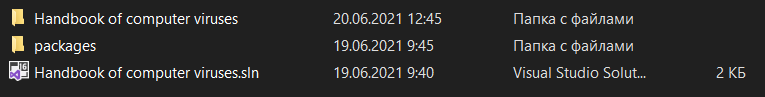 Handbook of computer viruses 20.06.2021 12:45 Папка с файлами
packages 19.06.2021 9:45 Папка с файлами
Handbook of computer viruses.sln 19.06.2021 9:40 Visual Studio Solut... 2 КБ